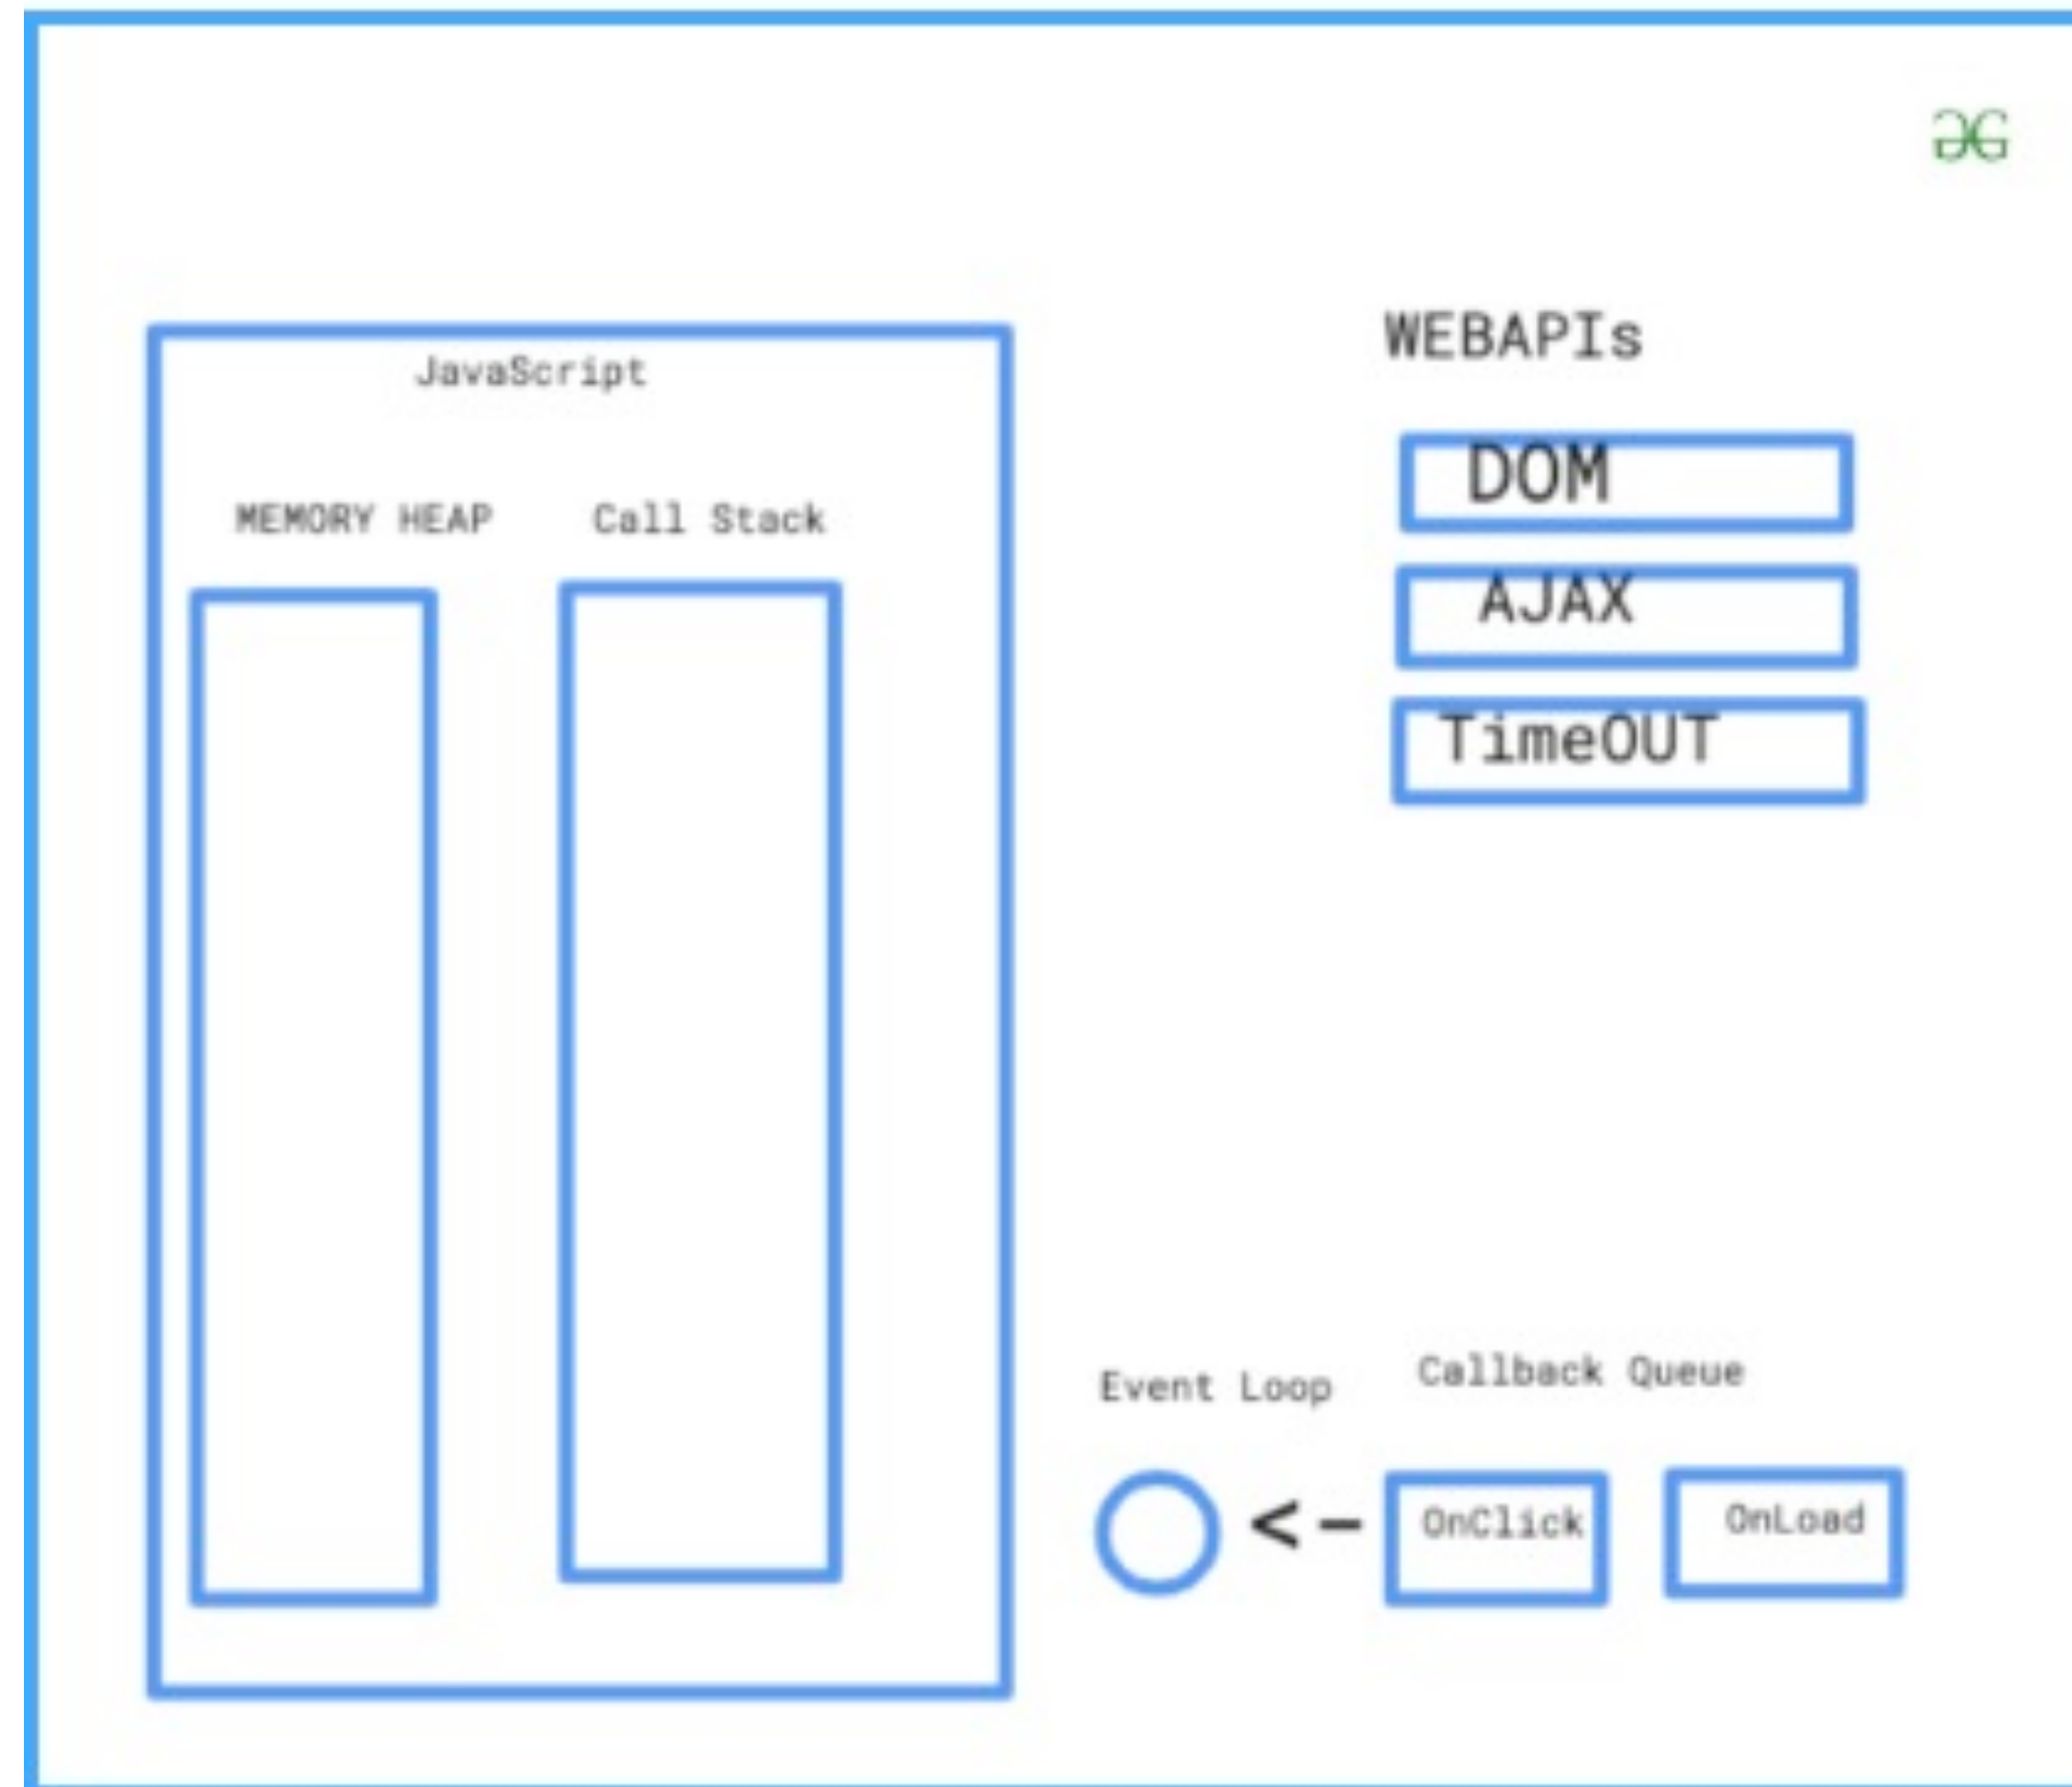 JavaScript
MEMORY HEAP
Call Stack
WEBAPIs
DOM
AJAX
TimeOUT
Event Loop
Callback Queue
<-
OnClick
OnLoad